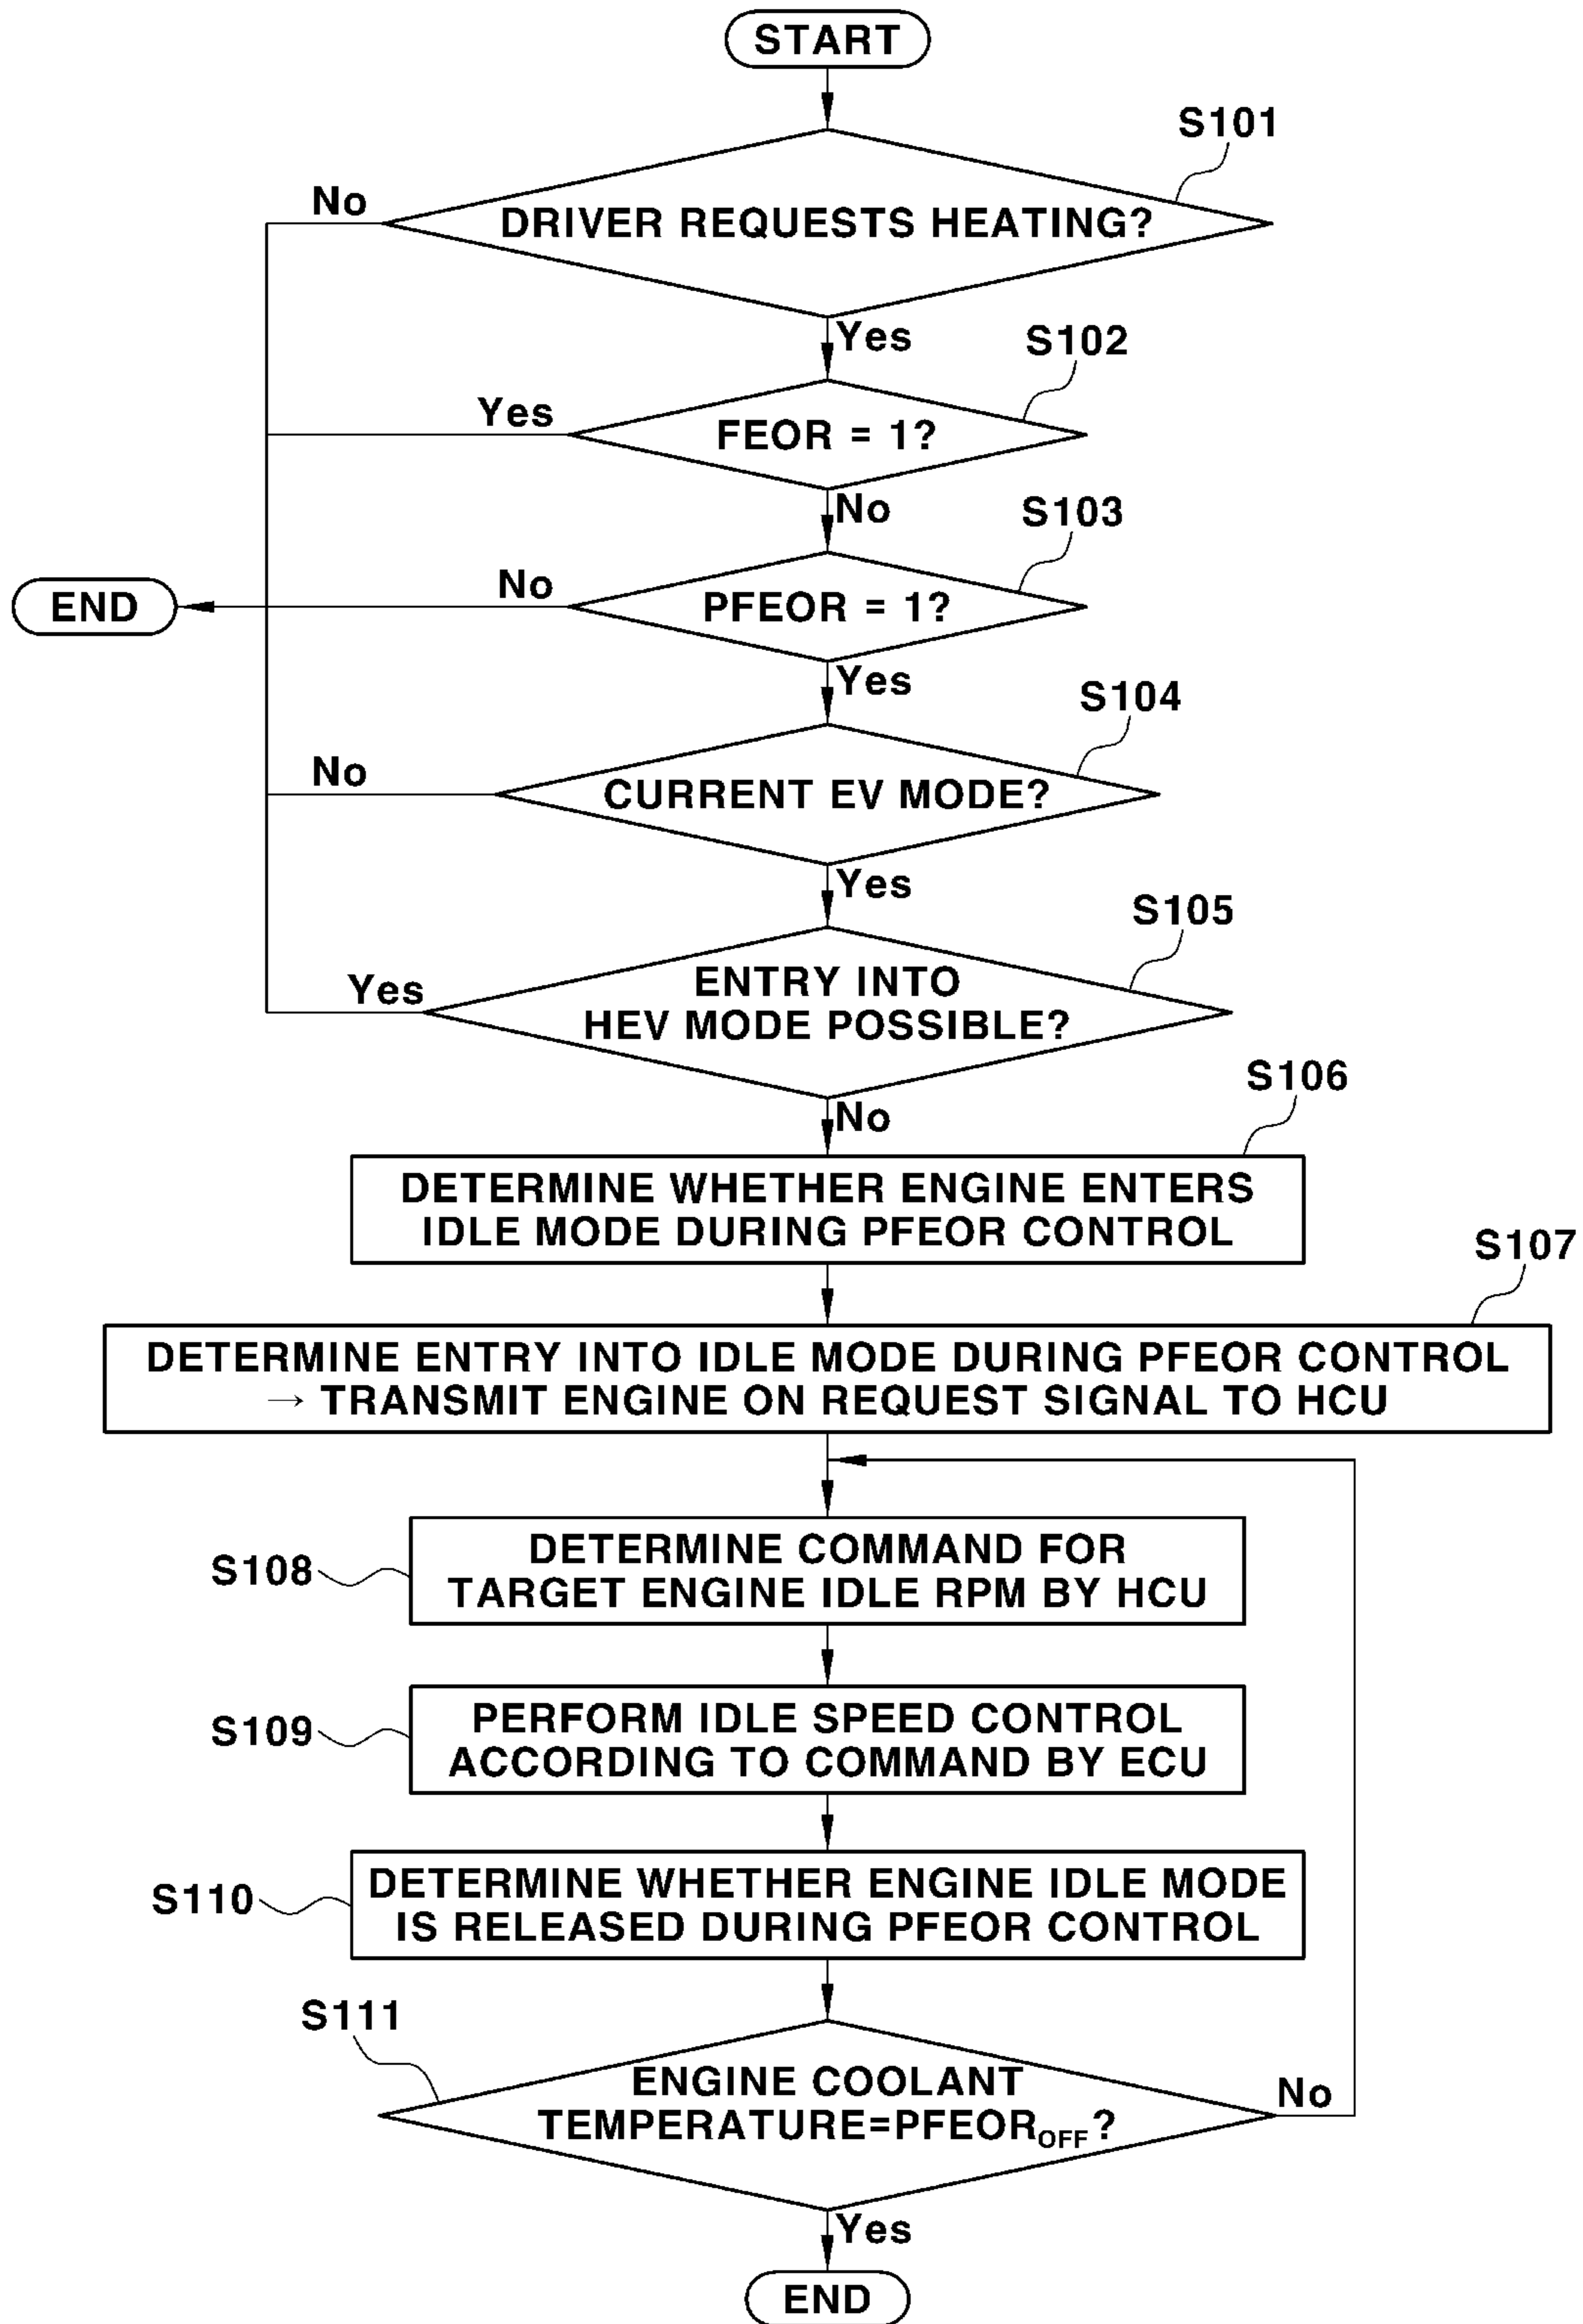 START
S101
No
DRIVER REQUESTS HEATING?
Yes
S102
Yes
FEOR = 1?
No
S103
END
No
PFEOR = 1?
Yes
S104
No
CURRENT EV MODE?
Yes
S105
Yes
ENTRY INTO
HEV MODE POSSIBLE?
No
S106
DETERMINE WHETHER ENGINE ENTERS
IDLE MODE DURING PFEOR CONTROL
S107
DETERMINE ENTRY INTO IDLE MODE DURING PFEOR CONTROL
→ TRANSMIT ENGINE ON REQUEST SIGNAL TO HCU
S108
DETERMINE COMMAND FOR
TARGET ENGINE IDLE RPM BY HCU
S109
PERFORM IDLE SPEED CONTROL
ACCORDING TO COMMAND BY ECU
S110
DETERMINE WHETHER ENGINE IDLE MODE
IS RELEASED DURING PFEOR CONTROL
S111
ENGINE COOLANT
TEMPERATURE=PFEOR_OFF?
No
Yes
END